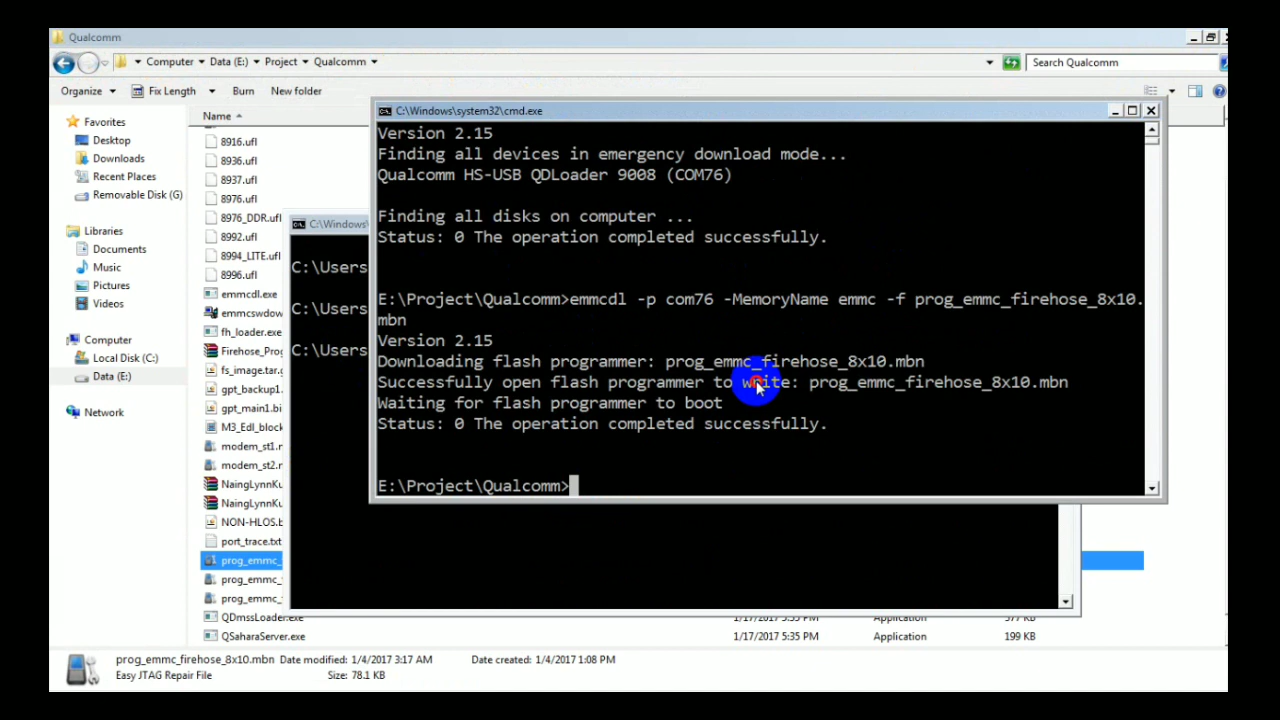 Qualcomm
Computer Data (E:) Project Qualcomm
Search Qualcomm
Organize Fix Length Burn New folder
Favorites
Desktop
Downloads
Recent Places
Removable Disk (G)
Libraries
Documents
Music
Pictures
Videos
Computer
Local Disk (C:)
Data (E:)
Network
Name
8916.ufl
8936.ufl
8937.ufl
8976.ufl
8976_DDR.ufl
8992.ufl
8994_LITE.ufl
8996.ufl
emmcdl.exe
emmcswdow
fh_loader.exe
Firehose_Prog
fs_image.tar.g
gpt_backup1.
gpt_main1.bi
M3_Edl_block
modem_st1.r
modem_st2.r
NaingLynnKu
NaingLynnKu
NON-HLOS.b
port_trace.txt
prog_emmc_
prog_emmc_
prog_emmc_
QDmssLoader.exe 1/17/2017 5:35 PM Application 577 KB
QSaharaServer.exe 1/17/2017 5:35 PM Application 199 KB
C:\Windows\
C:\Users
C:\Users
C:\Users
C:\Windows\system32\cmd.exe
Version 2.15
Finding all devices in emergency download mode...
Qualcomm HS-USB QDLoader 9008 (COM76)
Finding all disks on computer ...
Status: 0 The operation completed successfully.
E:\Project\Qualcomm>emmcdl -p com76 -MemoryName emmc -f prog_emmc_firehose_8x10.
mbn
Version 2.15
Downloading flash programmer: prog_emmc_firehose_8x10.mbn
Successfully open flash programmer to write: prog_emmc_firehose_8x10.mbn
Waiting for flash programmer to boot
Status: 0 The operation completed successfully.
E:\Project\Qualcomm>
prog_emmc_firehose_8x10.mbn Date modified: 1/4/2017 3:17 AM Date created: 1/4/2017 1:08 PM
Easy JTAG Repair File Size: 78.1 KB